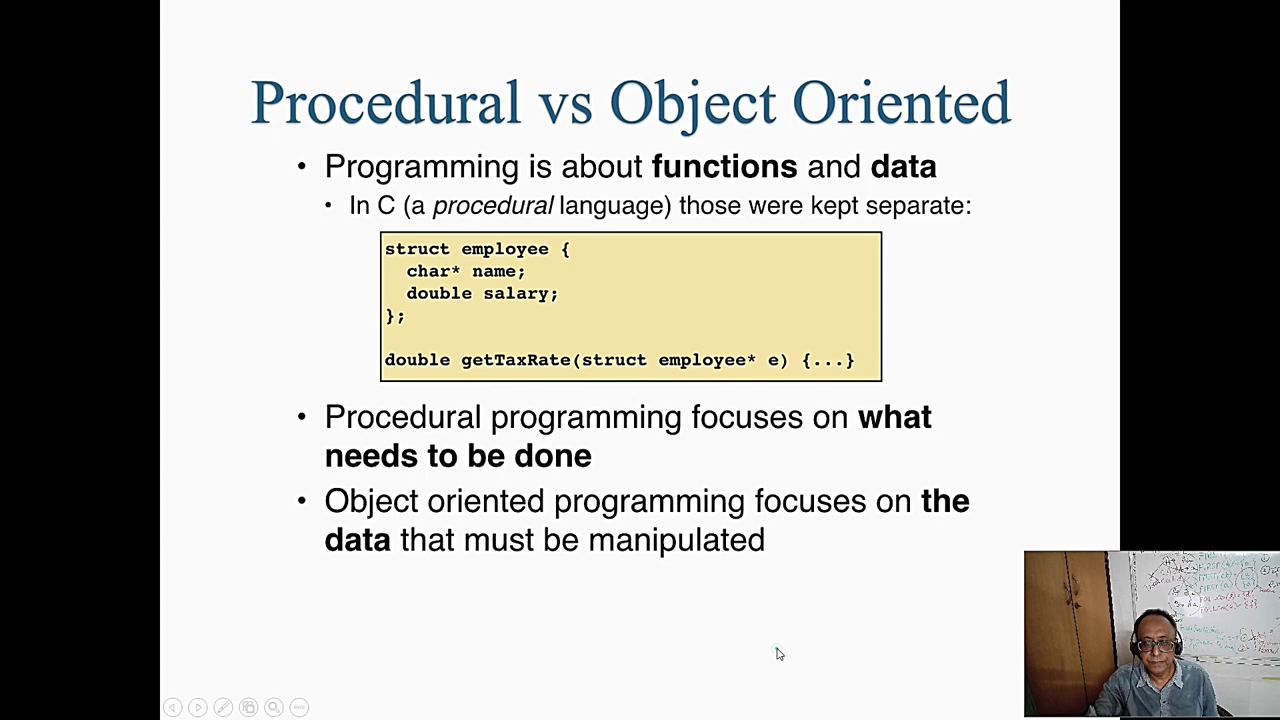 Procedural vs Object Oriented
• Programming is about functions and data
• In C (a procedural language) those were kept separate:
struct employee {
char* name;
double salary;
};
double getTaxRate(struct employee* e) {...}
• Procedural programming focuses on what
needs to be done
• Object oriented programming focuses on the
data that must be manipulated